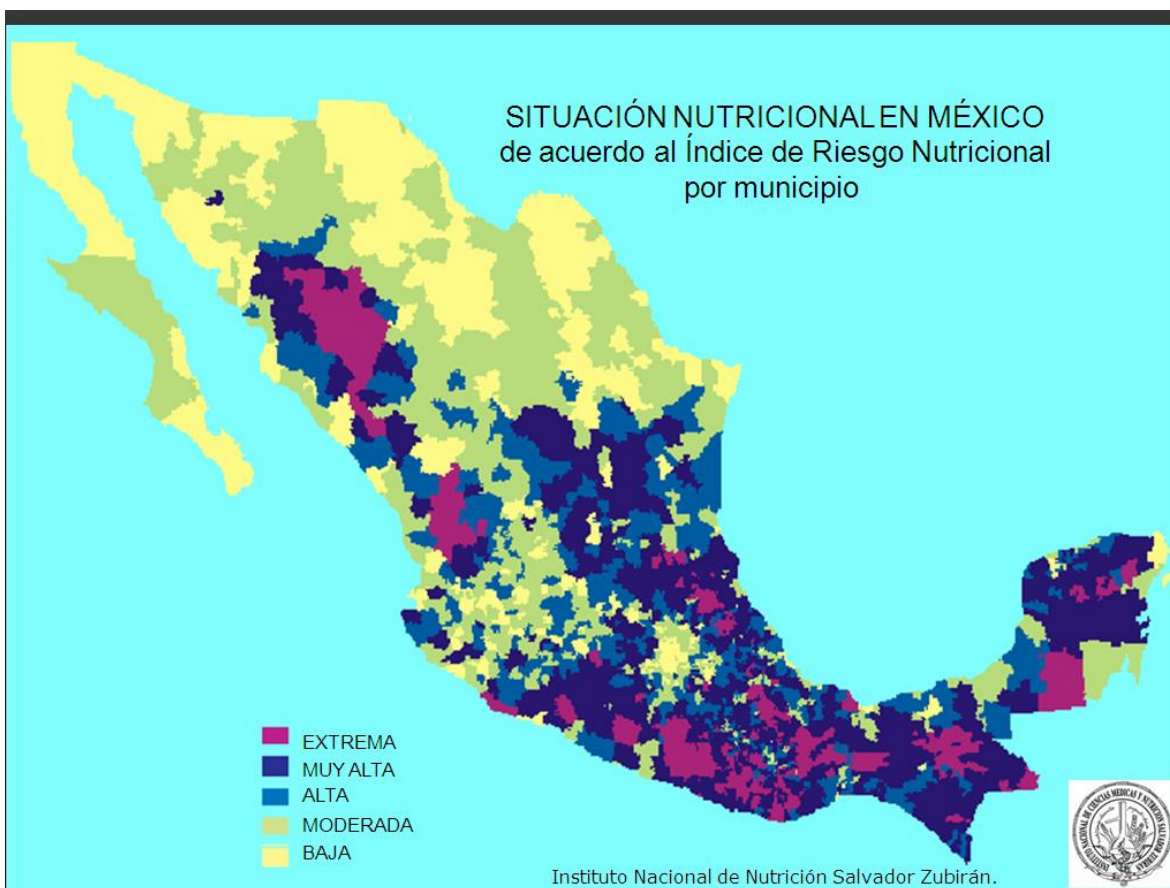 SITUACIÓN NUTRICIONAL EN MÉXICO
de acuerdo al Índice de Riesgo Nutricional
por municipio
EXTREMA
MUY ALTA
ALTA
MODERADA
BAJA
Instituto Nacional de Nutrición Salvador Zubirán.